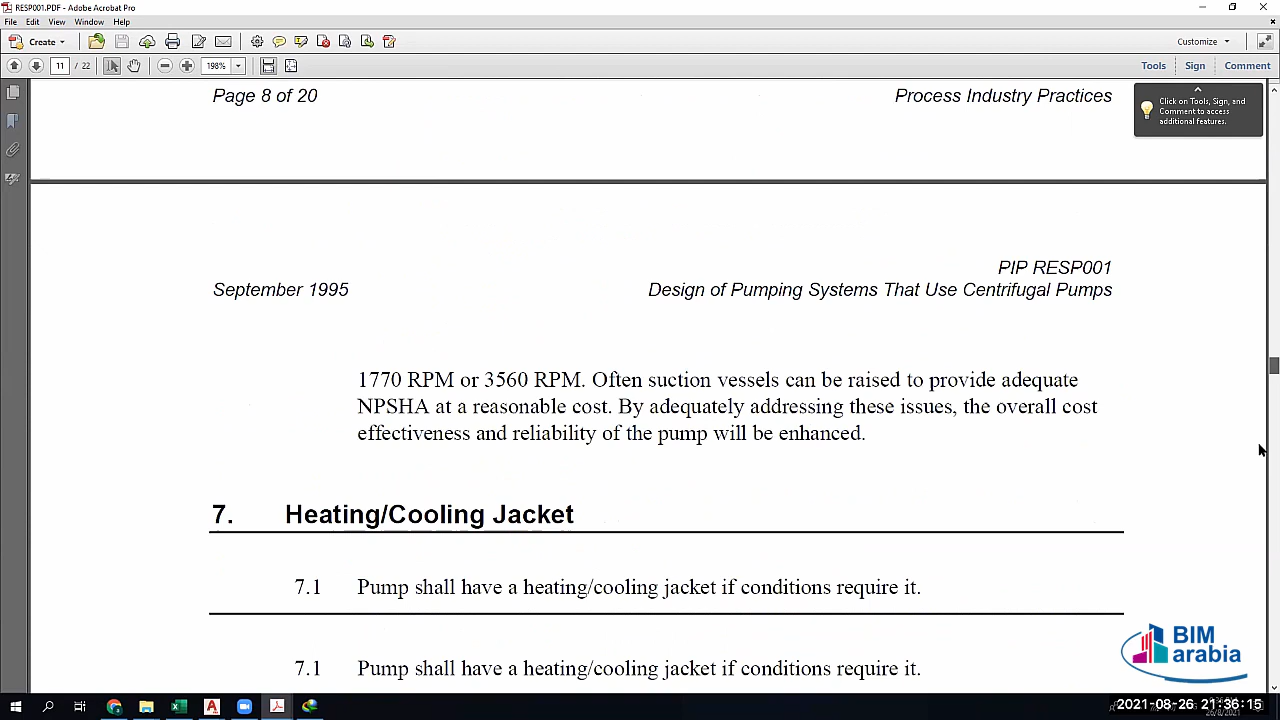 RESP001.PDF - Adobe Acrobat Pro
File Edit View Window Help
Create Customize
11 / 22 198% Tools Sign Comment
Page 8 of 20 Process Industry Practices
Click on Tools, Sign, and
Comment to access
additional features.
PIP RESP001
September 1995 Design of Pumping Systems That Use Centrifugal Pumps
1770 RPM or 3560 RPM. Often suction vessels can be raised to provide adequate
NPSHA at a reasonable cost. By adequately addressing these issues, the overall cost
effectiveness and reliability of the pump will be enhanced.
7. Heating/Cooling Jacket
7.1 Pump shall have a heating/cooling jacket if conditions require it.
7.1 Pump shall have a heating/cooling jacket if conditions require it.
BIM
arabia
2021-08-26 21:36:15